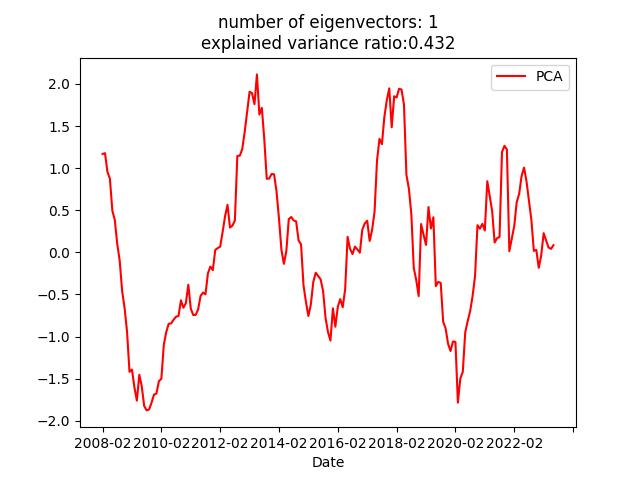 number of eigenvectors: 1
explained variance ratio:0.432
PCA
2.0
1.5
1.0
0.5
0.0
−0.5
−1.0
−1.5
−2.0
2008-02 2010-02 2012-02 2014-02 2016-02 2018-02 2020-02 2022-02
Date